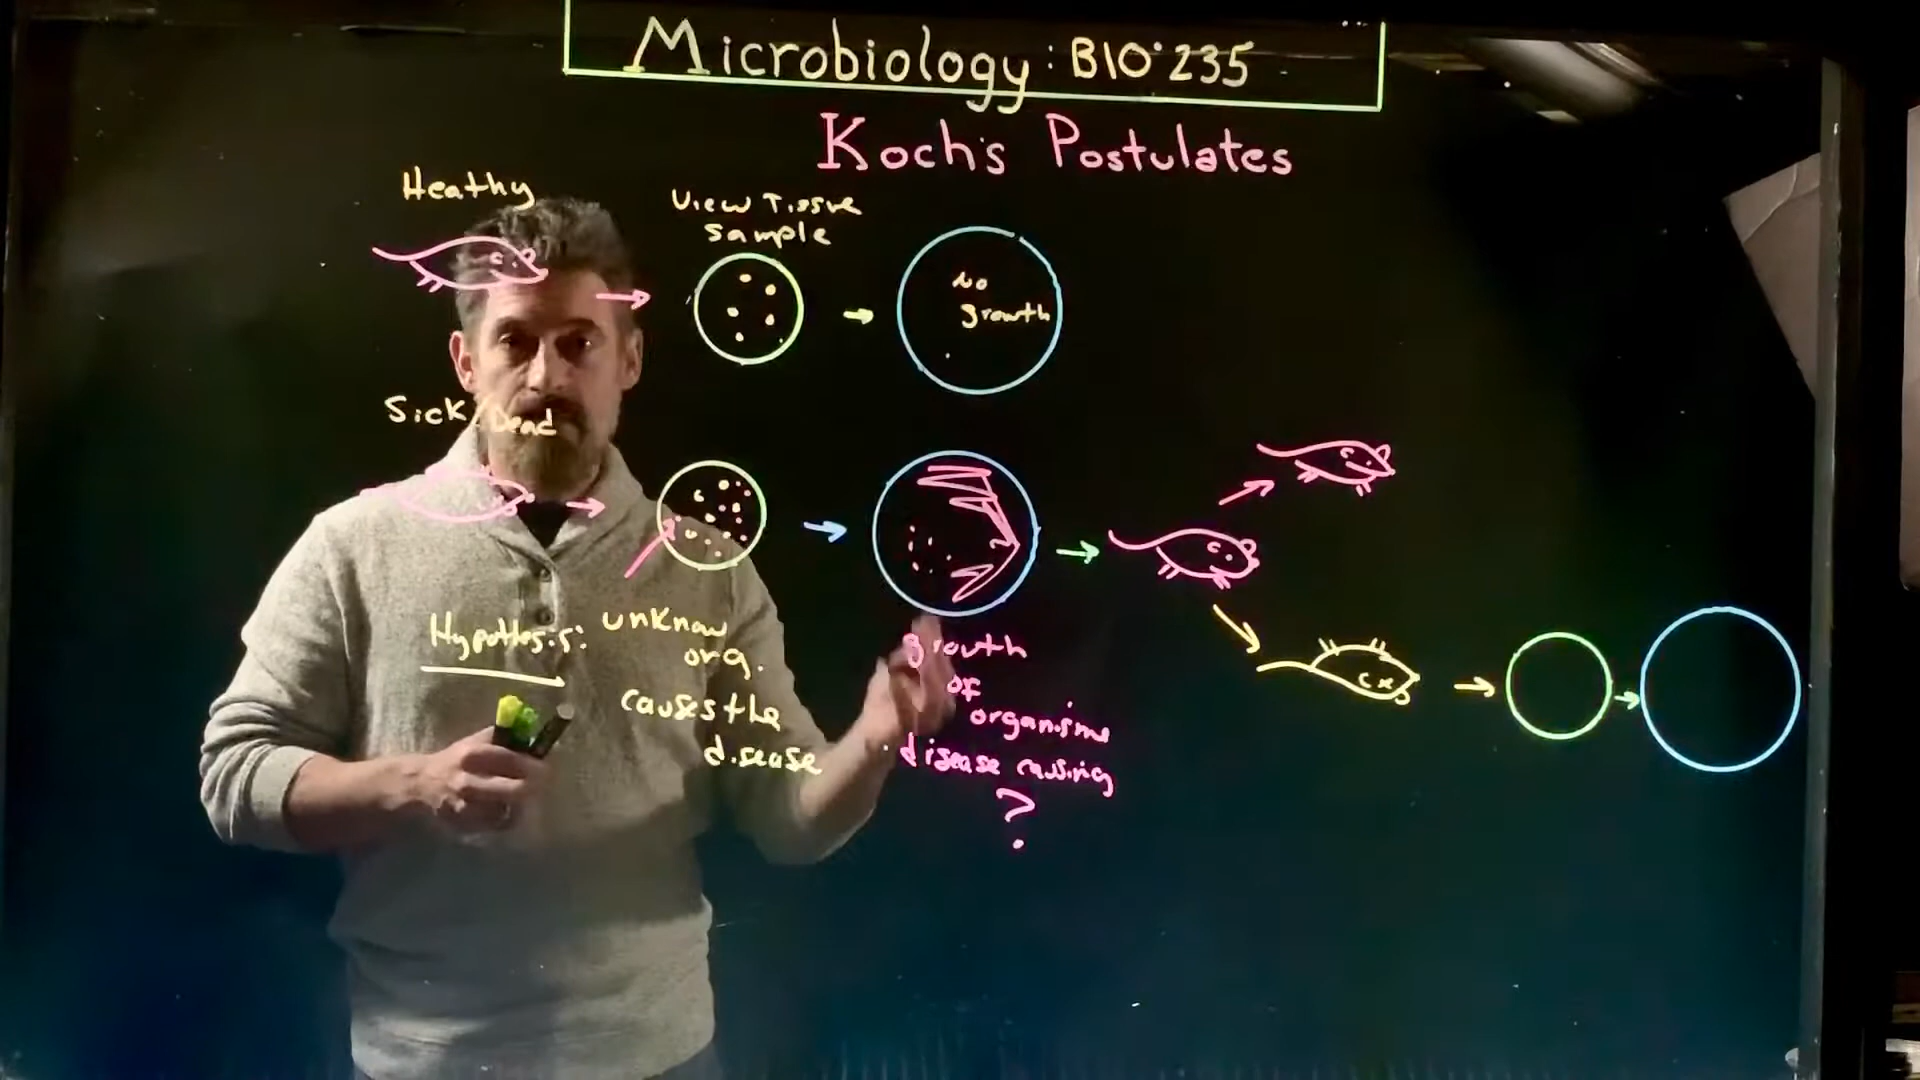 Microbiology: BIO 235
Koch's Postulates
Heathy
View Tissue
Sample
No
growth
Sick/Dead
Hypothesis:
unknow
org.
causes the
disease
growth
of
organisms
disease causing
?